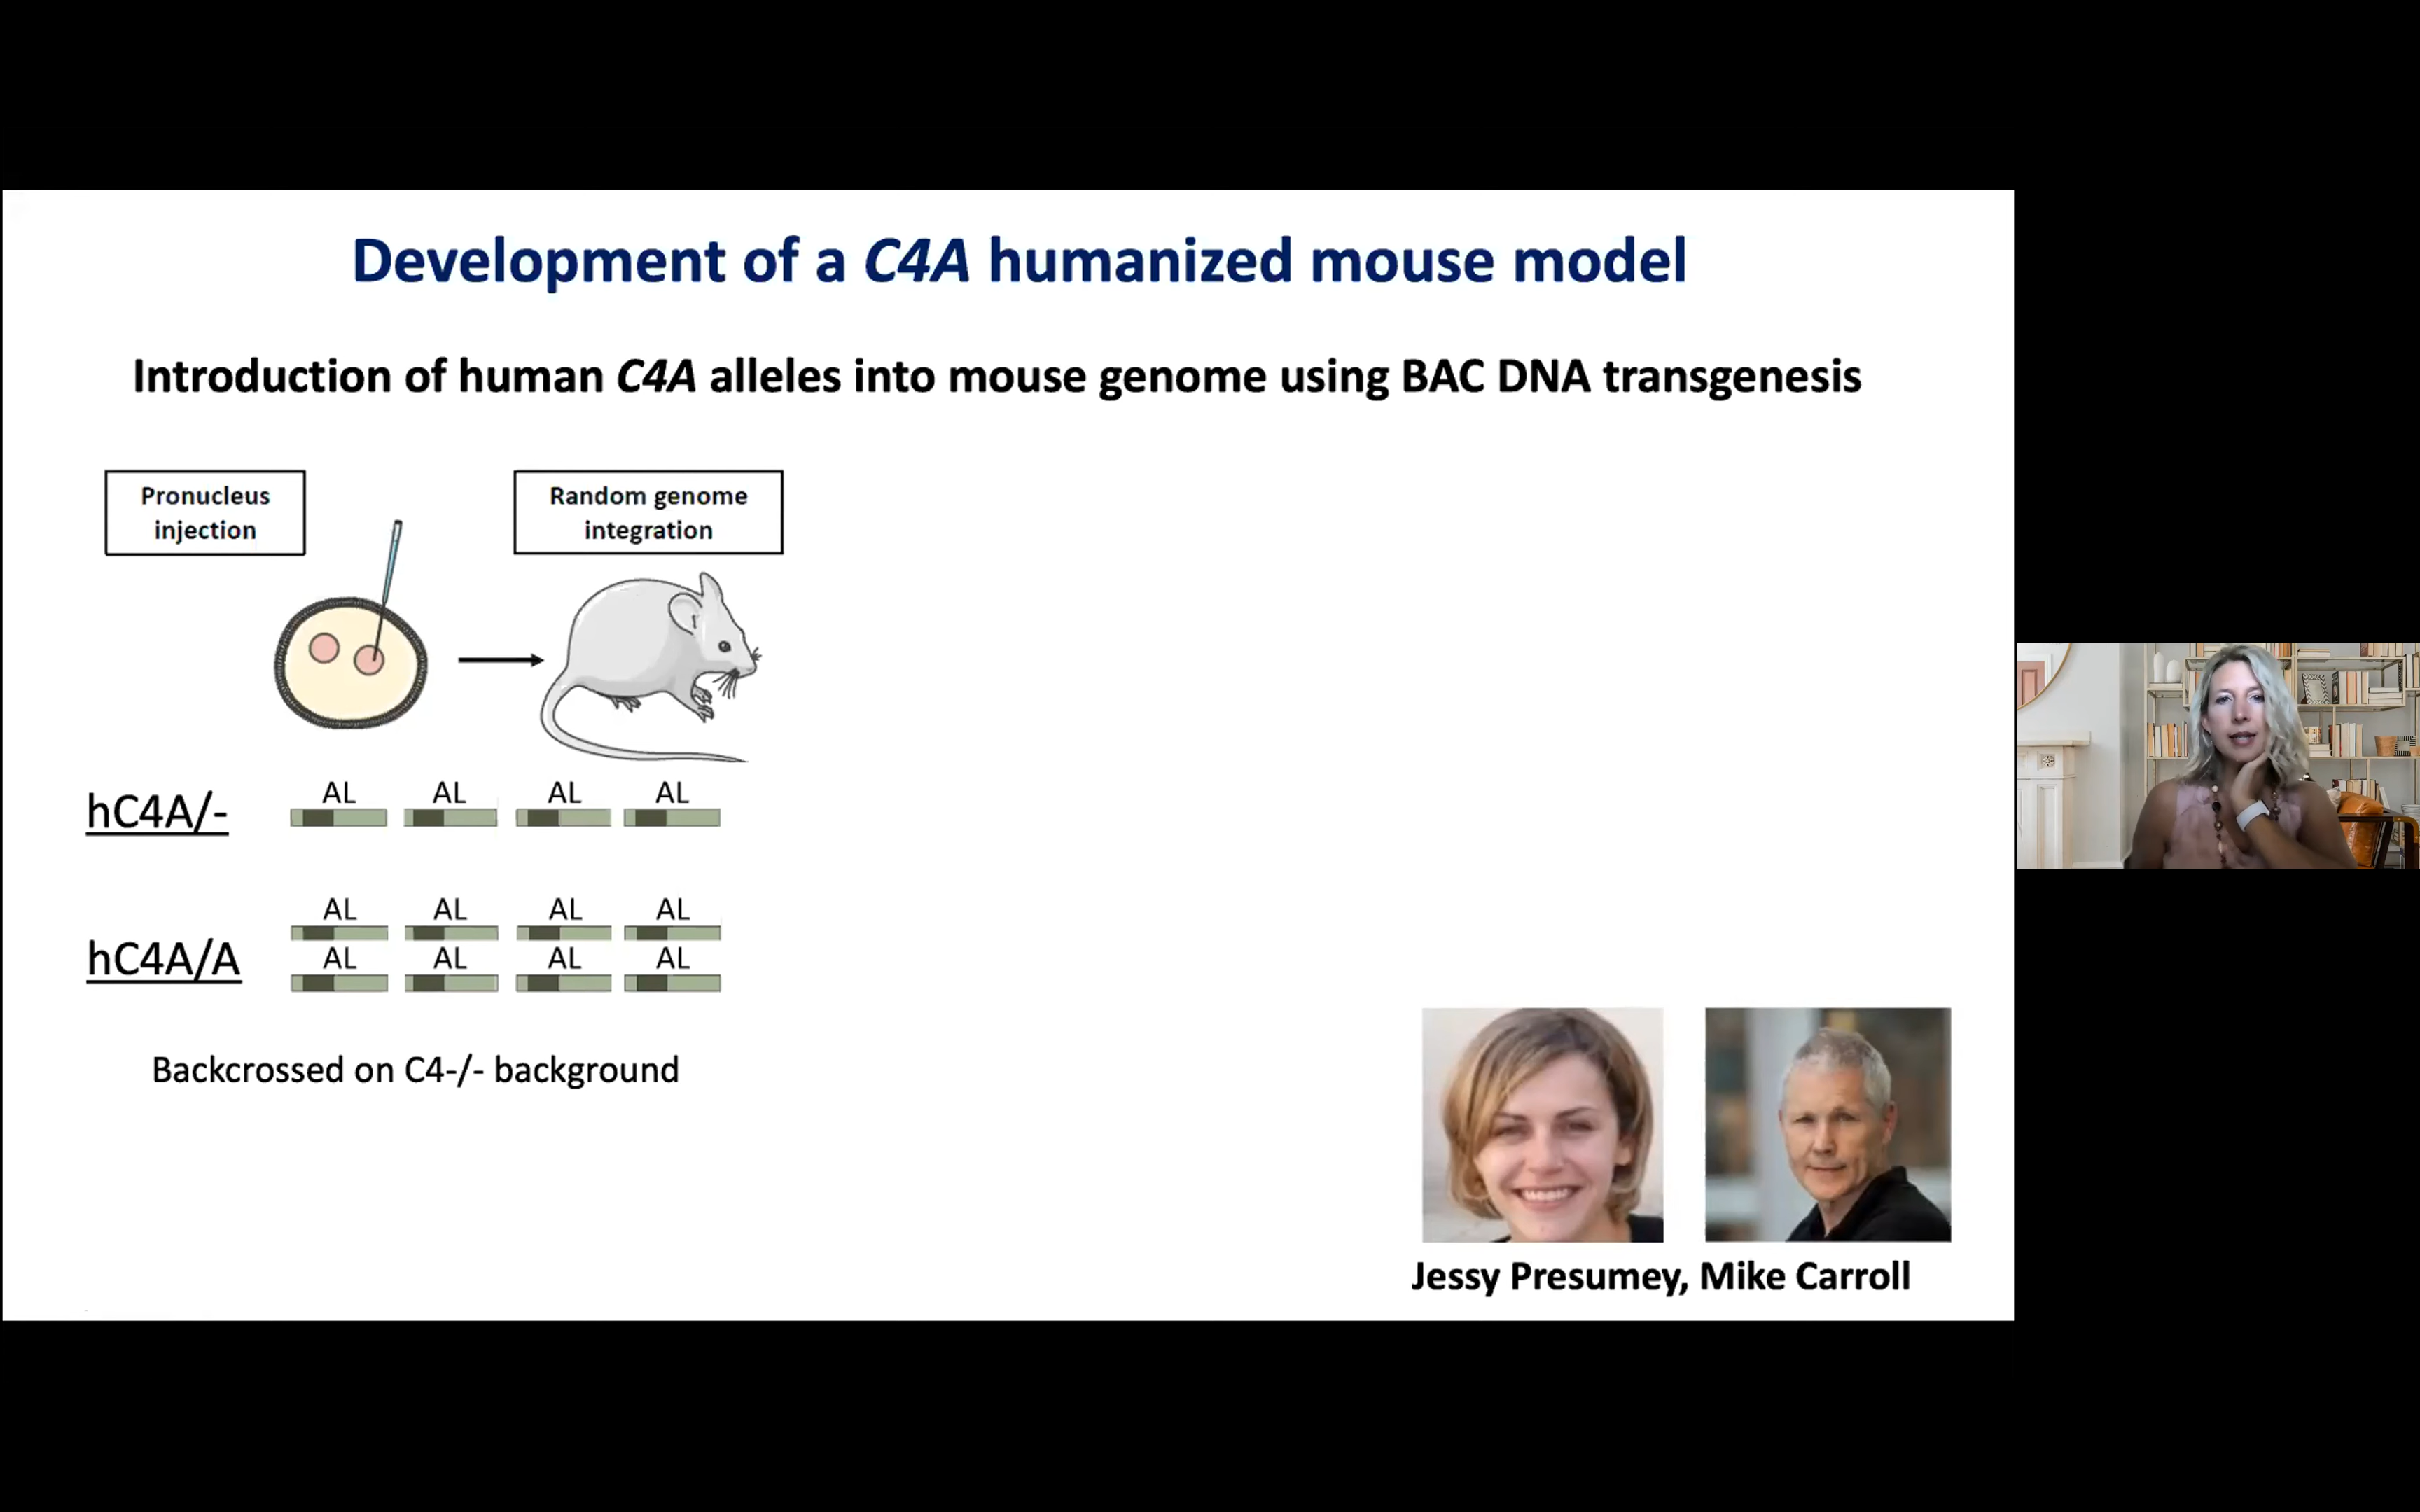 Development of a C4A humanized mouse model
Introduction of human C4A alleles into mouse genome using BAC DNA transgenesis
Pronucleus
injection
Random genome
integration
hC4A/-
AL AL AL AL
hC4A/A
AL AL AL AL
AL AL AL AL
Backcrossed on C4-/- background
Jessy Presumey, Mike Carroll